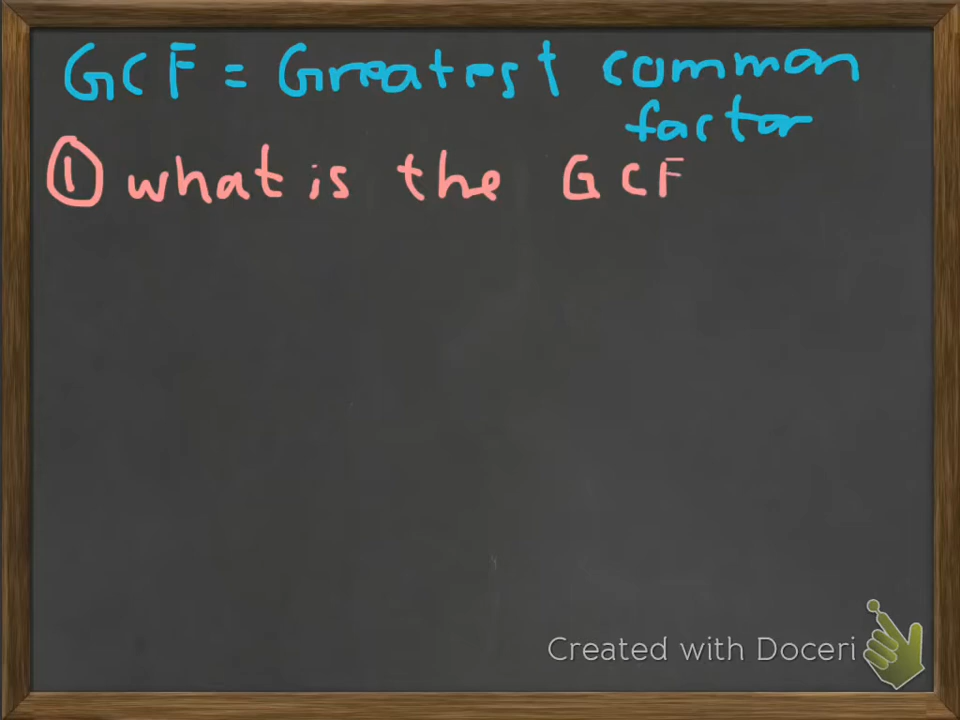 GCF = Greatest common
factor
① what is the GCF
Created with Doceri